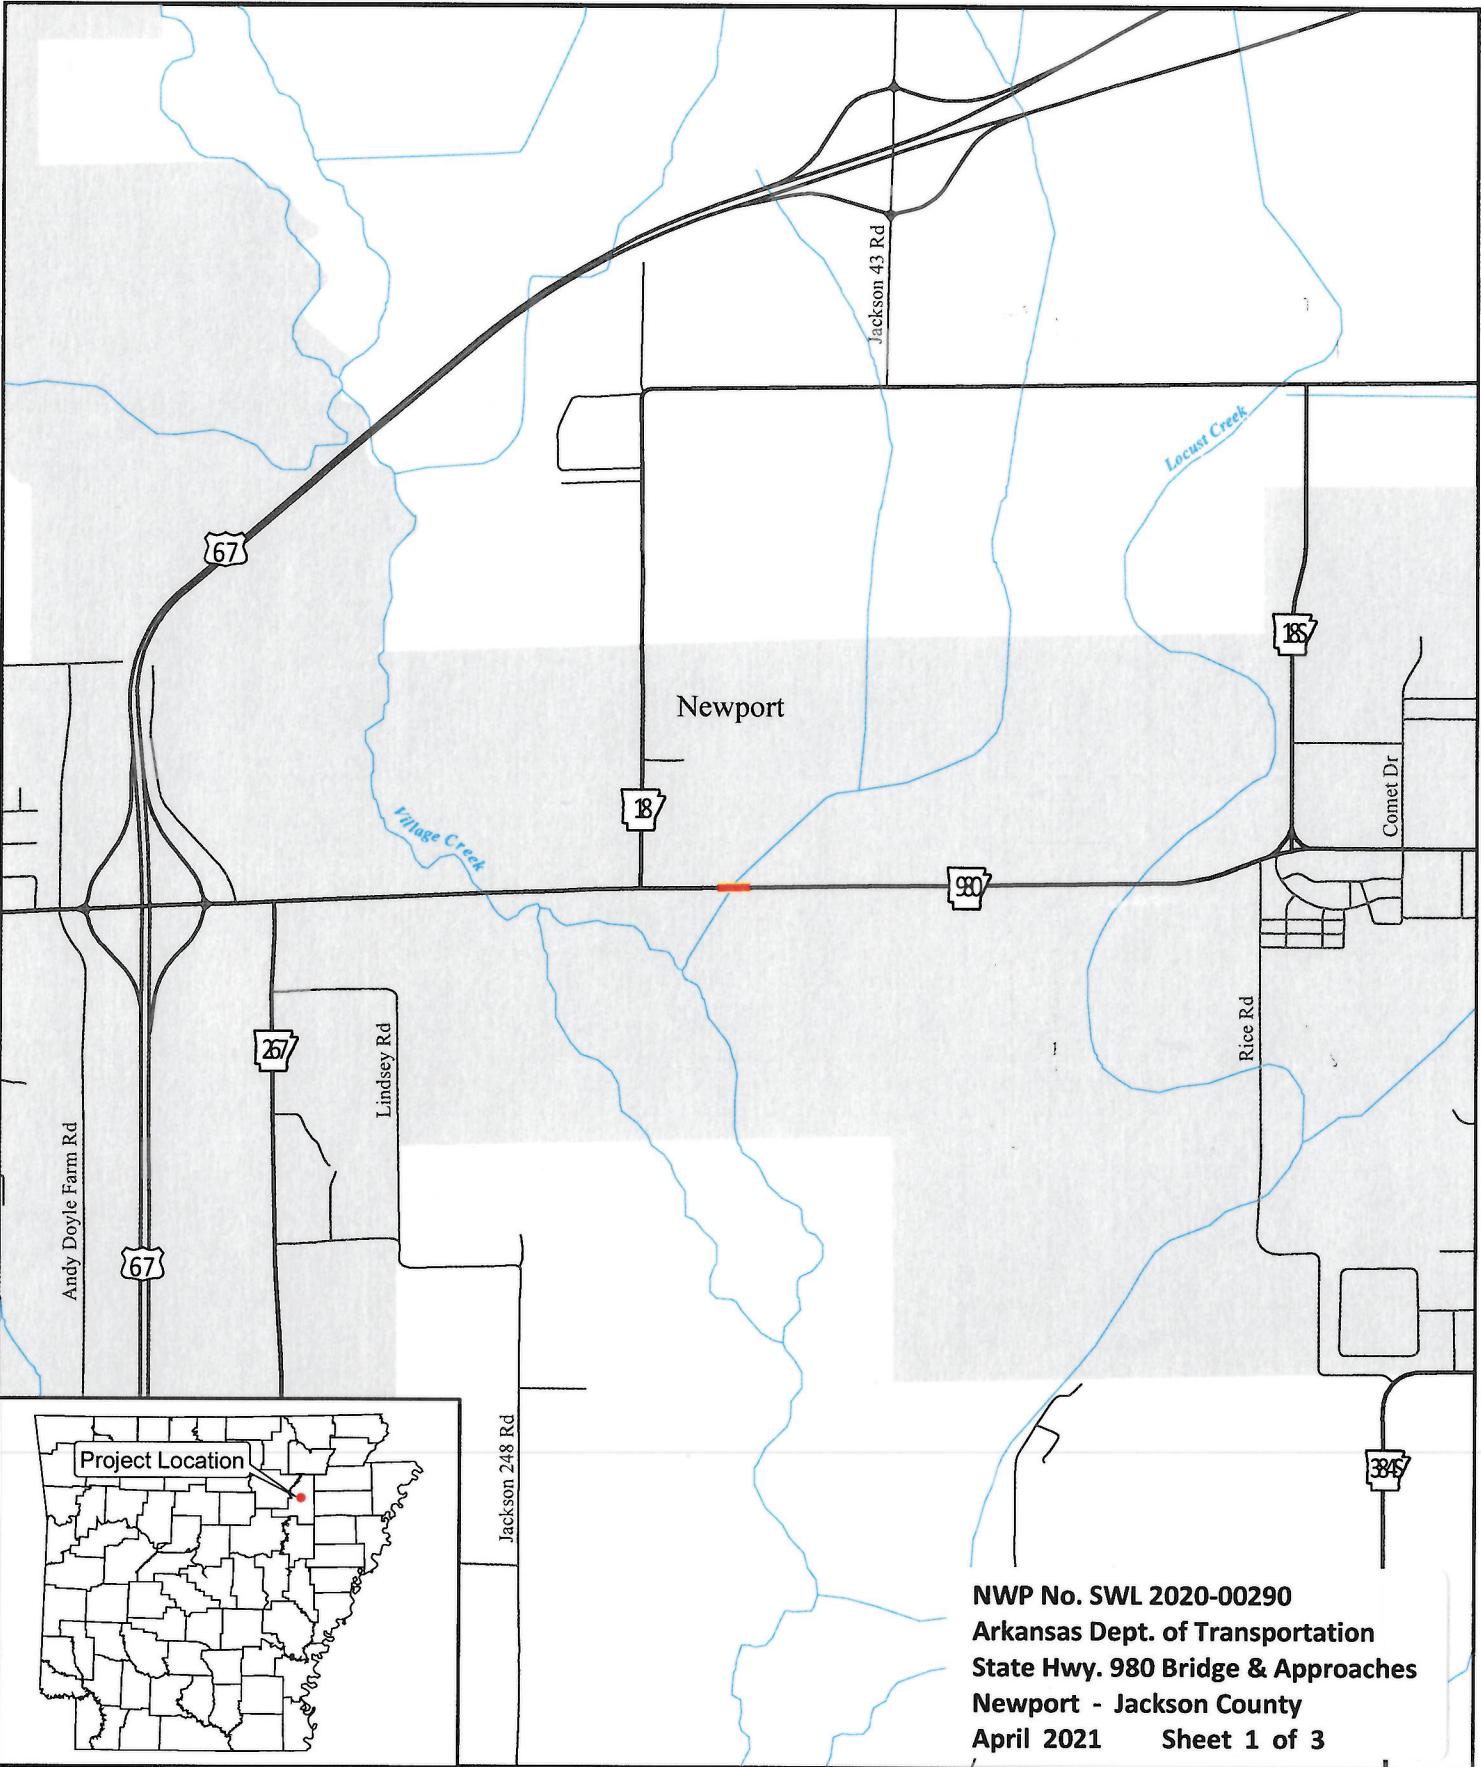 Jackson 43 Rd
Locust Creek
67
18S
Newport
Comet Dr
18
Village Creek
980
Rice Rd
267
Lindsey Rd
Andy Doyle Farm Rd
67
Project Location
Jackson 248 Rd
384S
NWP No. SWL 2020-00290
Arkansas Dept. of Transportation
State Hwy. 980 Bridge & Approaches
Newport - Jackson County
April 2021 Sheet 1 of 3